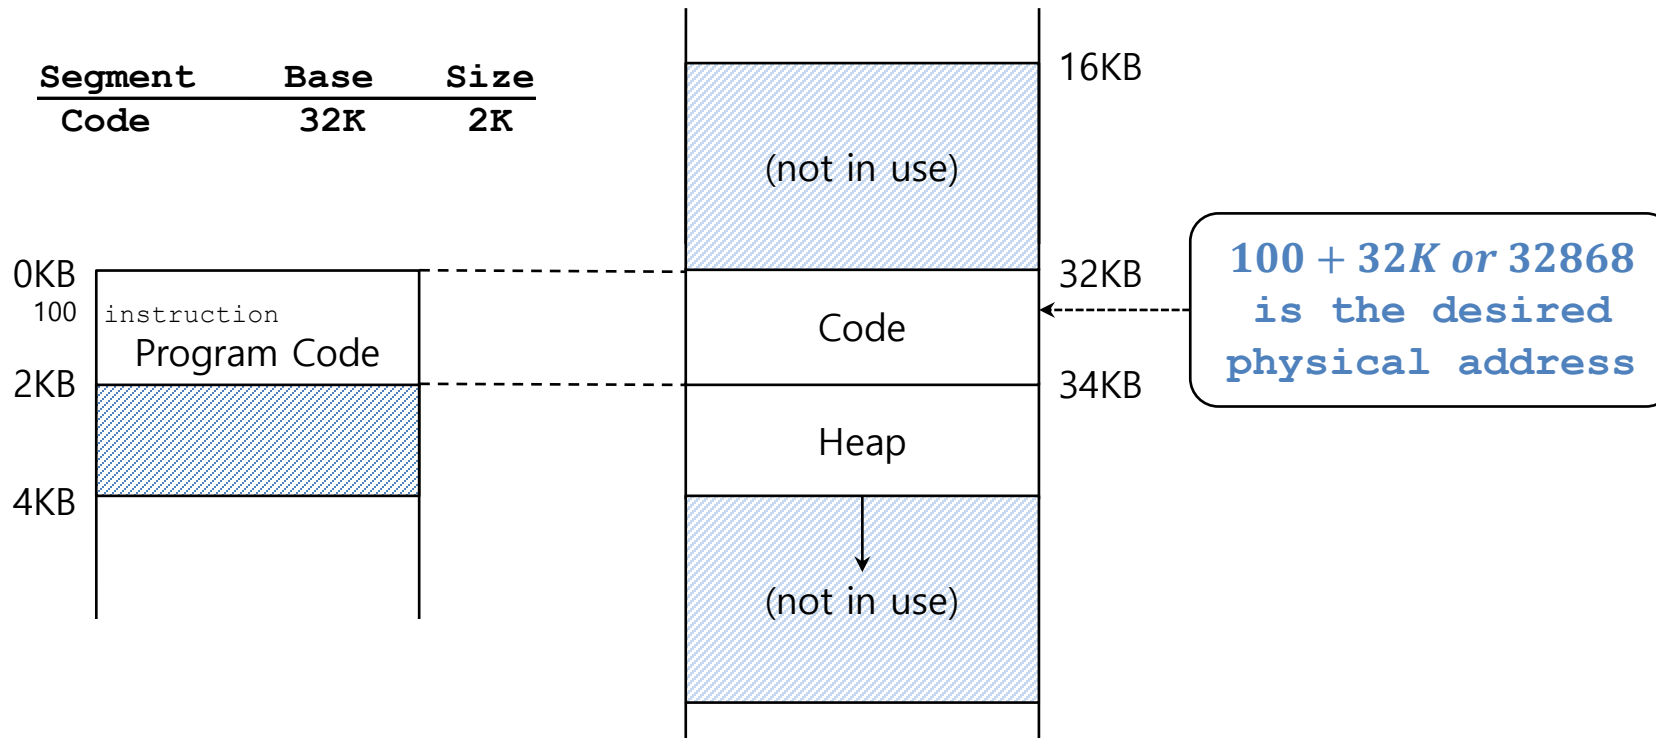 Segment Base Size
Code 32K 2K
16KB
(not in use)
0KB
100 instruction
Program Code
2KB
4KB
32KB
Code
34KB
Heap
(not in use)
100 + 32K or 32868
is the desired
physical address